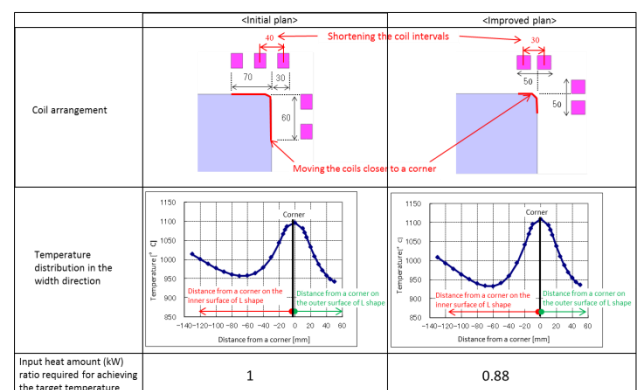 <Initial plan>
<Improved plan>
Coil arrangement
40
Shortening the coil intervals
30
70
30
60
50
50
Moving the coils closer to a corner
Temperature
distribution in the
width direction
1150
1100
1050
1000
950
900
850
Temperature[° c]
Corner
Distance from a corner on the
inner surface of L shape
Distance from a corner on
the outer surface of L shape
-140 -120 -100 -80 -60 -40 -20 0 20 40 60
Distance from a corner [mm]
1150
1100
1050
1000
950
900
850
Temperature[° c]
Corner
Distance from a corner on the
inner surface of L shape
Distance from a corner on
the outer surface of L shape
-140 -120 -100 -80 -60 -40 -20 0 20 40 60
Distance from a corner [mm]
Input heat amount (kW)
ratio required for achieving
the target temperature
1
0.88